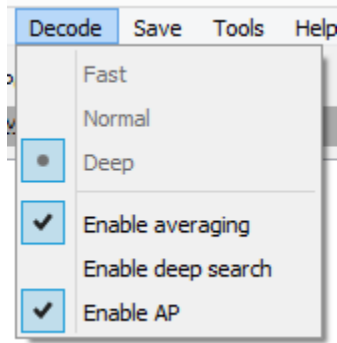 Decode Save Tools Help
Fast
Normal
Deep
Enable averaging
Enable deep search
Enable AP